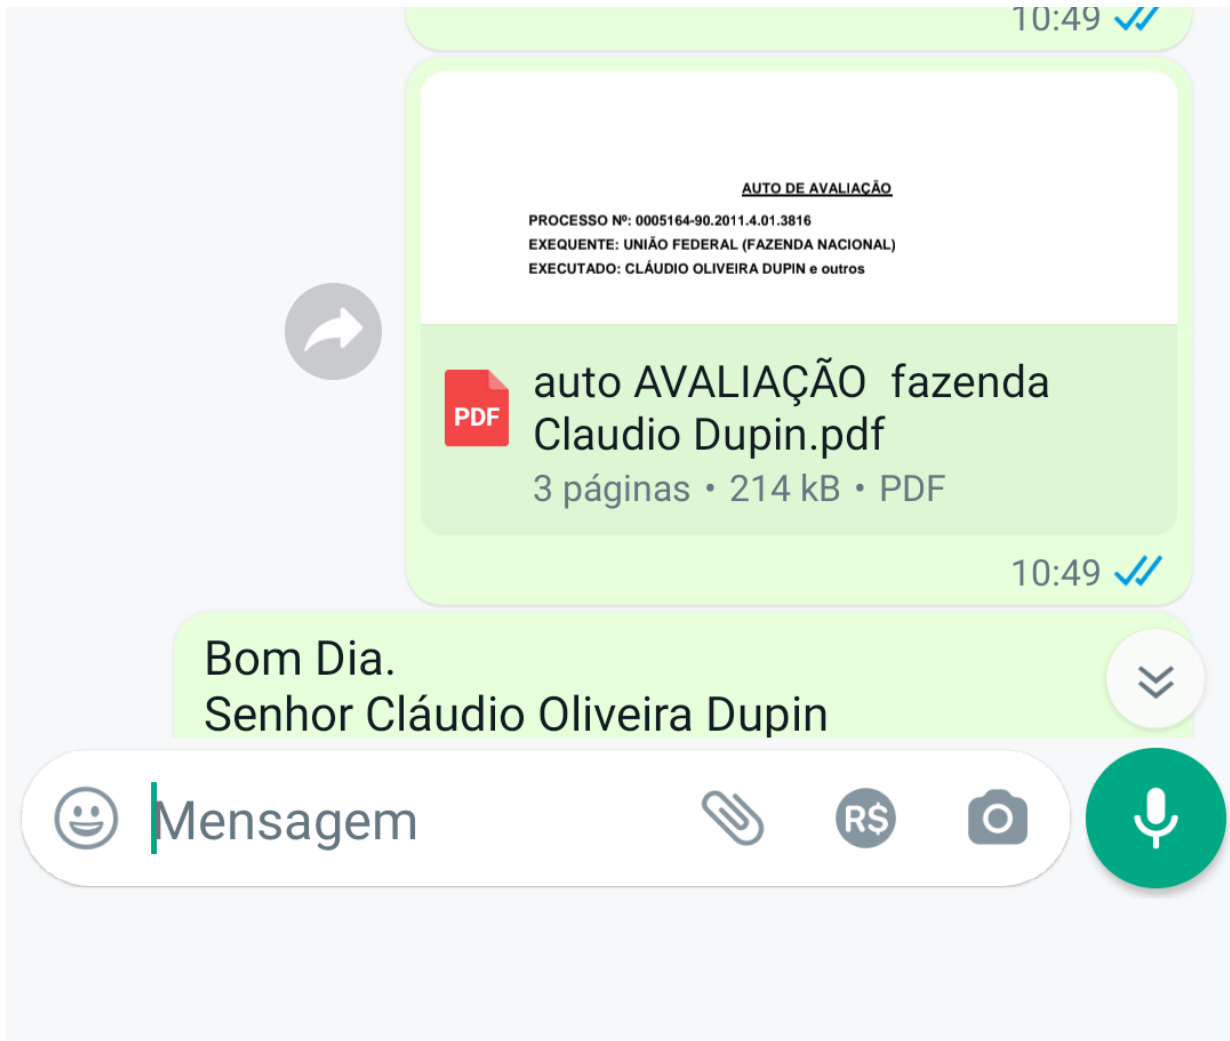 10:49
AUTO DE AVALIAÇÃO
PROCESSO Nº: 0005164-90.2011.4.01.3816
EXEQUENTE: UNIÃO FEDERAL (FAZENDA NACIONAL)
EXECUTADO: CLÁUDIO OLIVEIRA DUPIN e outros
PDF
auto AVALIAÇÃO  fazenda
Claudio Dupin.pdf
3 páginas • 214 kB • PDF
10:49
Bom Dia.
Senhor Cláudio Oliveira Dupin
Mensagem
R$